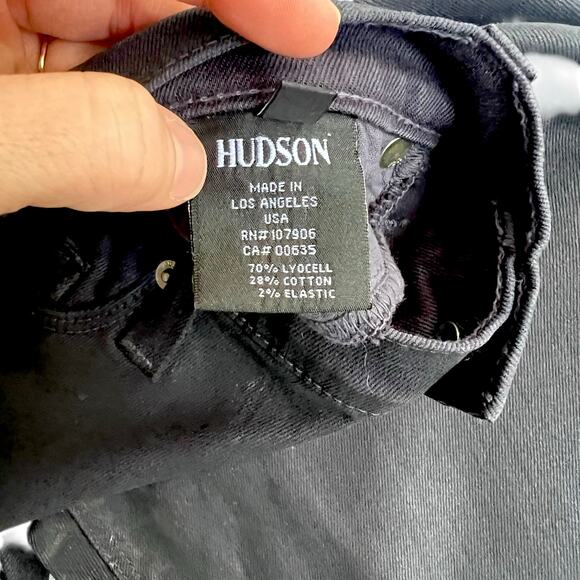 HUDSON
MADE IN
LOS ANGELES
USA
RN# 107906
CA# 00635
70% LYOCELL
28% COTTON
2% ELASTIC